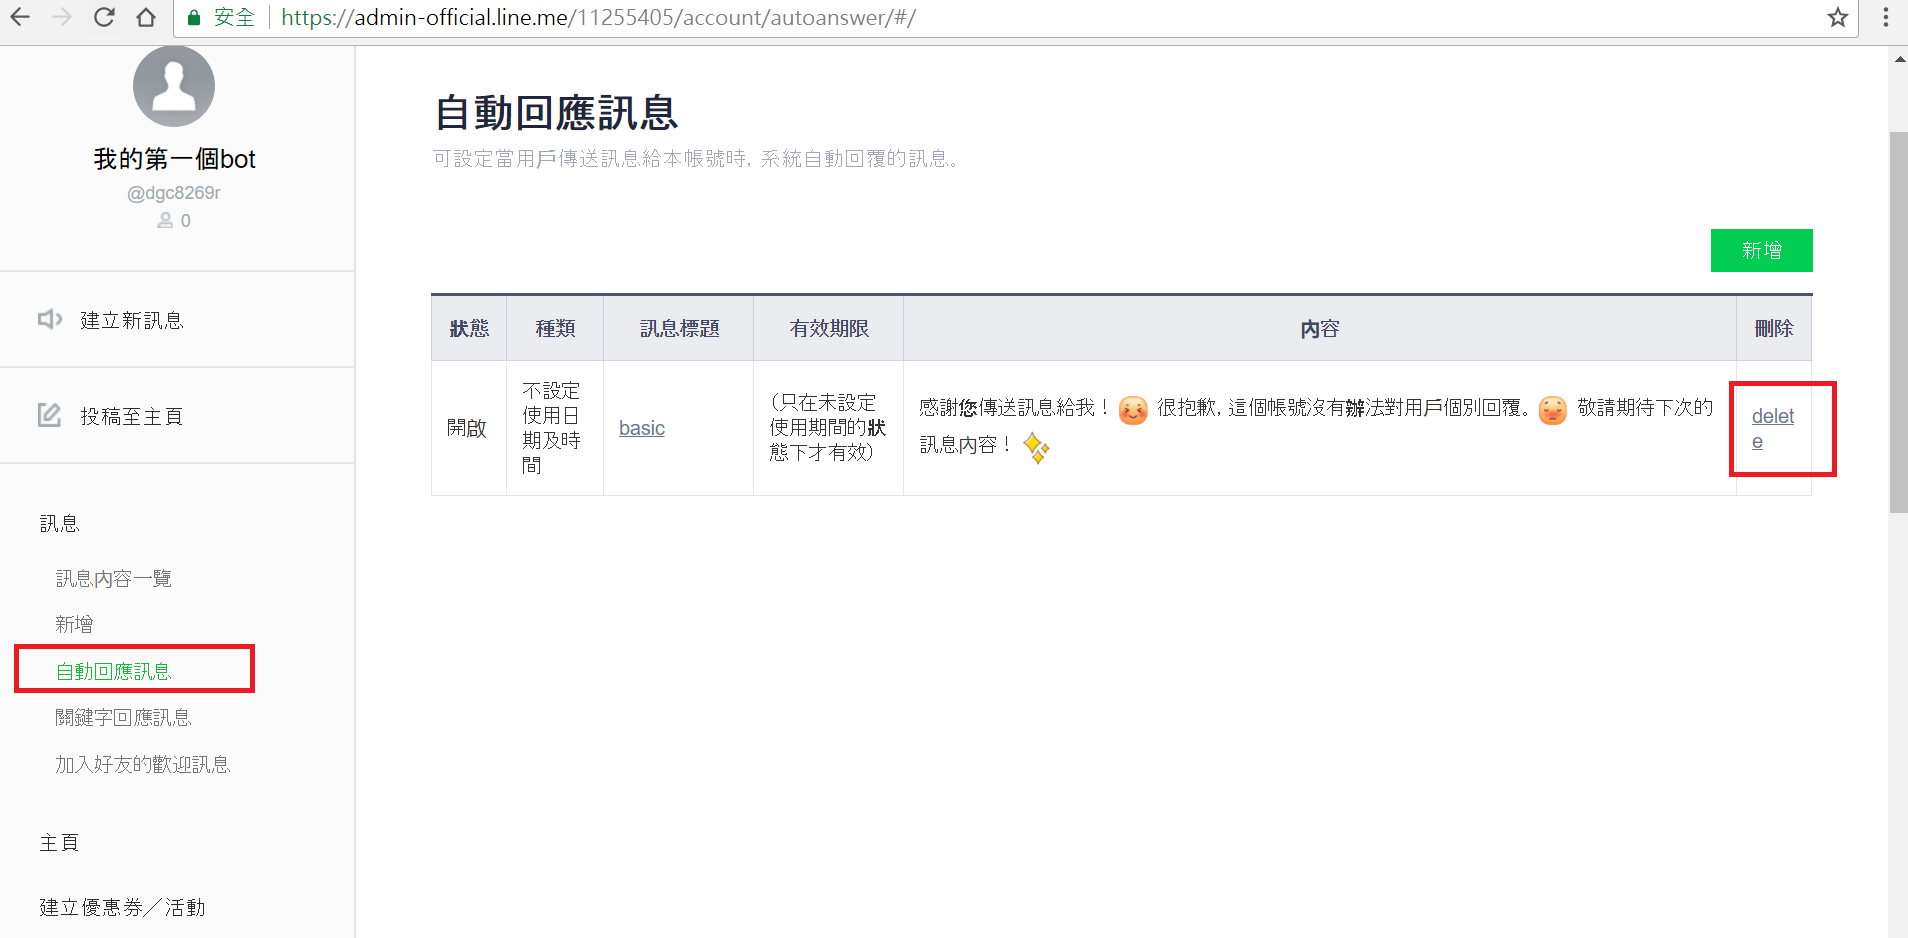 安全 https://admin-official.line.me/11255405/account/autoanswer/#/
我的第一個bot
@dgc8269r
0
建立新訊息
投稿至主頁
訊息
訊息內容一覽
新增
自動回應訊息
關鍵字回應訊息
加入好友的歡迎訊息
主頁
建立優惠券／活動
自動回應訊息
可設定當用戶傳送訊息給本帳號時, 系統自動回覆的訊息。
新增
狀態 種類 訊息標題 有效期限 內容 刪除
開啟
不設定
使用日
期及時
間
basic
(只在未設定
使用期間的狀
態下才有效)
感謝您傳送訊息給我！ 很抱歉, 這個帳號沒有辦法對用戶個別回覆。 敬請期待下次的
訊息內容！
delet
e